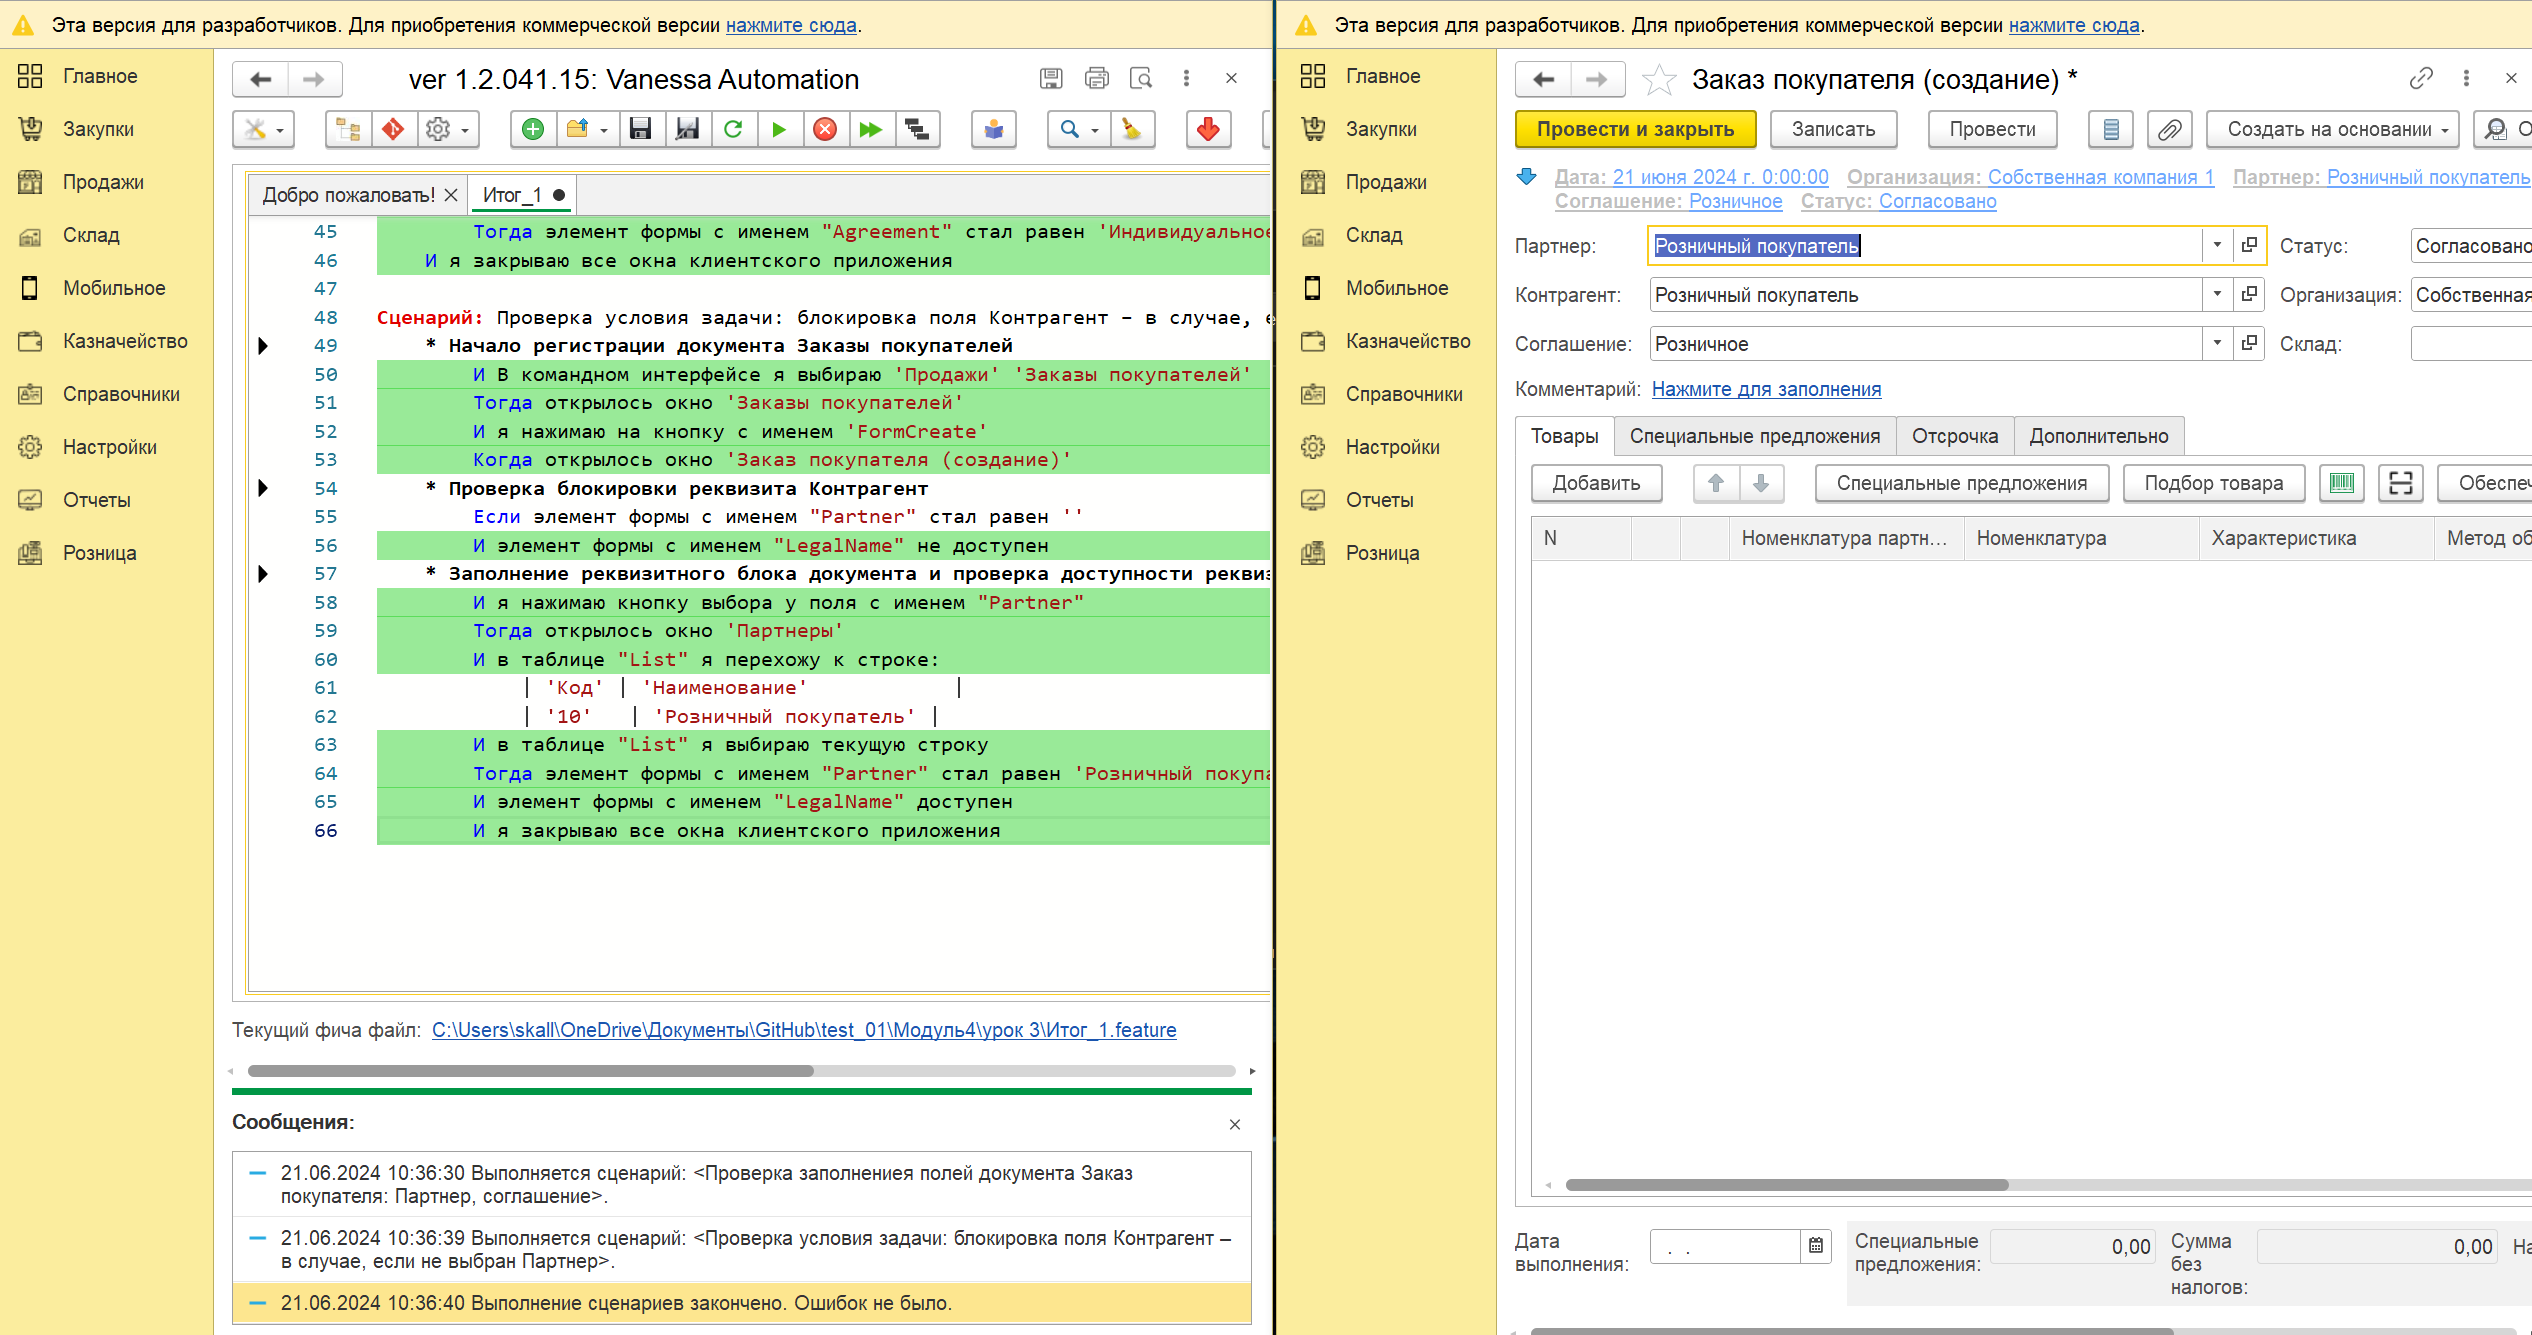 Эта версия для разработчиков. Для приобретения коммерческой версии нажмите сюда.
Главное
Закупки
Продажи
Склад
Мобильное
Казначейство
Справочники
Настройки
Отчеты
Розница
ver 1.2.041.15: Vanessa Automation
Добро пожаловать!
Итог_1
45 Тогда элемент формы с именем "Agreement" стал равен 'Индивидуальное
46 И я закрываю все окна клиентского приложения
47
48 Сценарий: Проверка условия задачи: блокировка поля Контрагент – в случае, е
49 * Начало регистрации документа Заказы покупателей
50 И В командном интерфейсе я выбираю 'Продажи' 'Заказы покупателей'
51 Тогда открылось окно 'Заказы покупателей'
52 И я нажимаю на кнопку с именем 'FormCreate'
53 Когда открылось окно 'Заказ покупателя (создание)'
54 * Проверка блокировки реквизита Контрагент
55 Если элемент формы с именем "Partner" стал равен ''
56 И элемент формы с именем "LegalName" не доступен
57 * Заполнение реквизитного блока документа и проверка доступности реквиз
58 И я нажимаю кнопку выбора у поля с именем "Partner"
59 Тогда открылось окно 'Партнеры'
60 И в таблице "List" я перехожу к строке:
61 | 'Код' | 'Наименование' |
62 | '10' | 'Розничный покупатель' |
63 И в таблице "List" я выбираю текущую строку
64 Тогда элемент формы с именем "Partner" стал равен 'Розничный покупа
65 И элемент формы с именем "LegalName" доступен
66 И я закрываю все окна клиентского приложения
Текущий фича файл: C:\Users\skall\OneDrive\Документы\GitHub\test_01\Модуль4\урок 3\Итог_1.feature
Сообщения:
21.06.2024 10:36:30 Выполняется сценарий: <Проверка заполнениея полей документа Заказ
покупателя: Партнер, соглашение>.
21.06.2024 10:36:39 Выполняется сценарий: <Проверка условия задачи: блокировка поля Контрагент –
в случае, если не выбран Партнер>.
21.06.2024 10:36:40 Выполнение сценариев закончено. Ошибок не было.
Эта версия для разработчиков. Для приобретения коммерческой версии нажмите сюда.
Главное
Закупки
Продажи
Склад
Мобильное
Казначейство
Справочники
Настройки
Отчеты
Розница
Заказ покупателя (создание) *
Провести и закрыть
Записать
Провести
Создать на основании
О
Дата: 21 июня 2024 г. 0:00:00 Организация: Собственная компания 1 Партнер: Розничный покупатель
Соглашение: Розничное Статус: Согласовано
Партнер: Розничный покупатель Статус: Согласовано
Контрагент: Розничный покупатель Организация: Собственная
Соглашение: Розничное Склад:
Комментарий: Нажмите для заполнения
Товары
Специальные предложения
Отсрочка
Дополнительно
Добавить
Специальные предложения
Подбор товара
Обеспеч
N
Номенклатура партн...
Номенклатура
Характеристика
Метод об
Дата
выполнения: . .
Специальные
предложения: 0,00
Сумма
без
налогов: 0,00
На